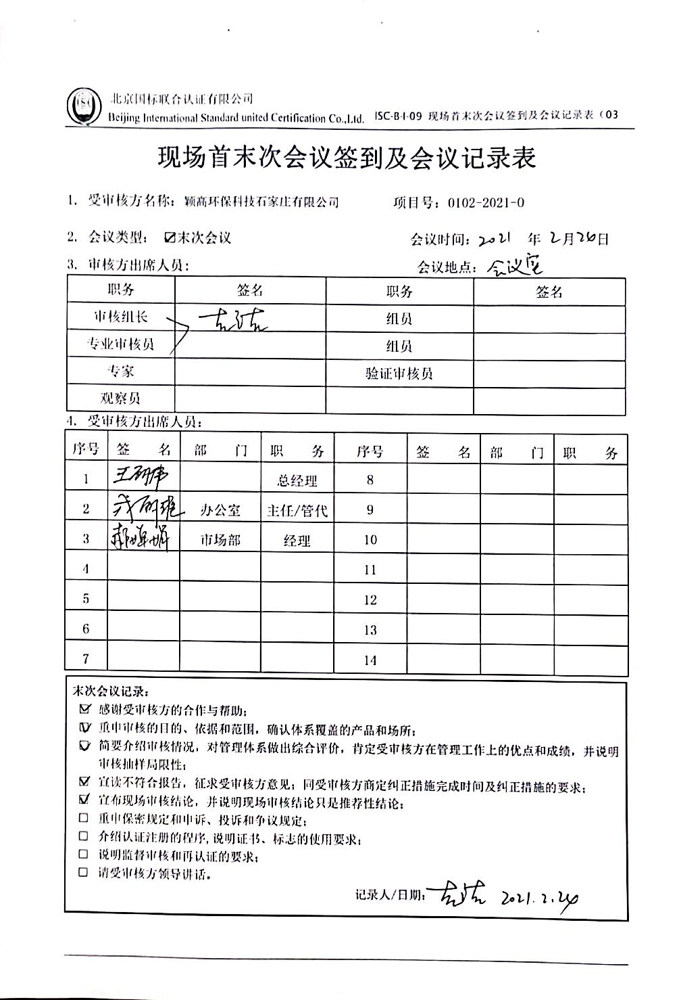 北京国标联合认证有限公司
Beijing International Standard united Certification Co.,Ltd. ISC-B-I-09 现场首末次会议签到及会议记录表（03
现场首末次会议签到及会议记录表
1. 受审核方名称：颖高环保科技石家庄有限公司 项目号：0102-2021-O
2. 会议类型：☑末次会议 会议时间：2021 年 2月24日
3. 审核方出席人员： 会议地点：会议室
职务 签名 职务 签名
审核组长 组员
专业审核员 组员
专家 验证审核员
观察员
4. 受审核方出席人员：
序号 签 名 部 门 职 务 序号 签 名 部 门 职 务
1 总经理 8
2 办公室 主任/管代 9
3 市场部 经理 10
4 11
5 12
6 13
7 14
末次会议记录：
☑ 感谢受审核方的合作与帮助；
☑ 重申审核的目的、依据和范围，确认体系覆盖的产品和场所；
☑ 简要介绍审核情况，对管理体系做出综合评价，肯定受审核方在管理工作上的优点和成绩，并说明
审核抽样局限性；
☑ 宣读不符合报告，征求受审核方意见；同受审核方商定纠正措施完成时间及纠正措施的要求；
☑ 宣布现场审核结论，并说明现场审核结论只是推荐性结论；
☐ 重申保密规定和申诉、投诉和争议规定；
☐ 介绍认证注册的程序,说明证书、标志的使用要求；
☐ 说明监督审核和再认证的要求；
☐ 请受审核方领导讲话。
记录人/日期： 2021.2.24